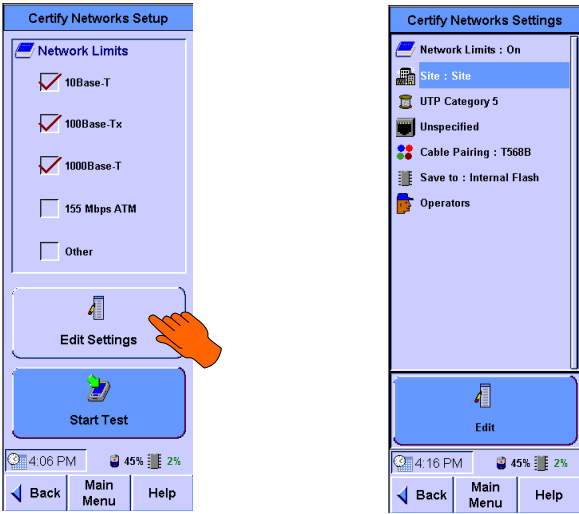 Certify Networks Setup
Network Limits
10Base-T
100Base-Tx
1000Base-T
155 Mbps ATM
Other
Edit Settings
Start Test
4:06 PM 45% 2%
Back Main Menu Help
Certify Networks Settings
Network Limits : On
Site : Site
UTP Category 5
Unspecified
Cable Pairing : T568B
Save to : Internal Flash
Operators
Edit
4:16 PM 45% 2%
Back Main Menu Help